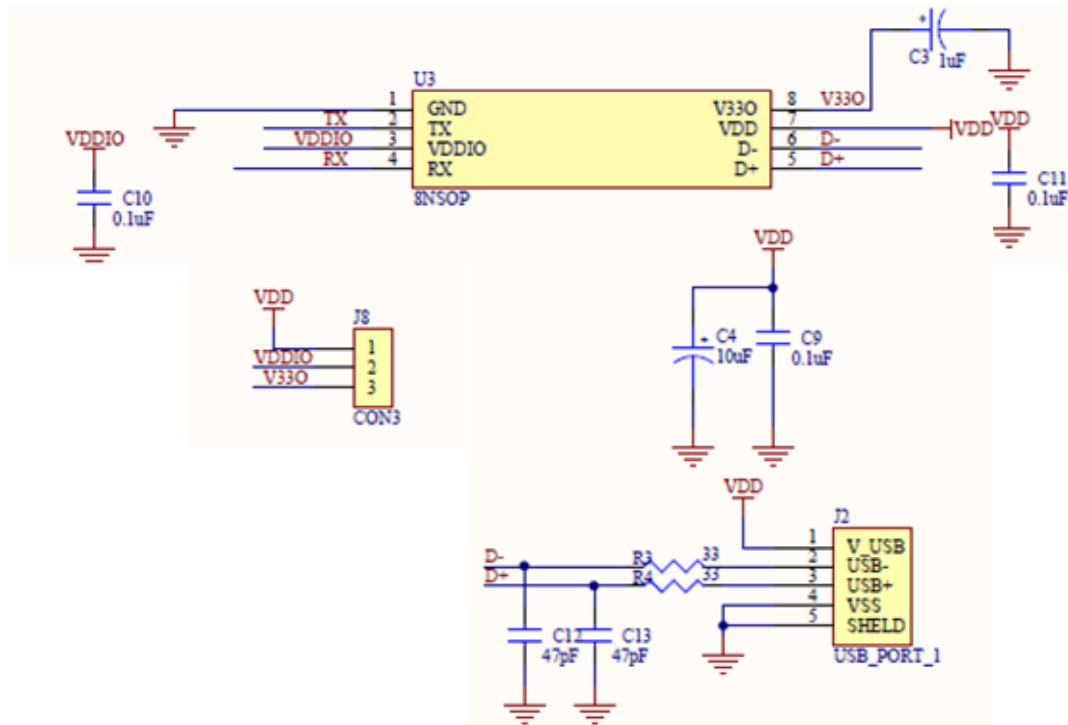 C3 1uF
U3
1 GND V33O 8 V33O
TX 2 TX VDD 7 VDD VDD
VDDIO VDDIO 3 VDDIO D- 6 D-
RX 4 RX D+ 5 D+
C10
0.1uF
C11
0.1uF
8NSOP
VDD
VDD
J8
1
VDDIO 2
V33O 3
CON3
C4
10uF
C9
0.1uF
VDD
J2
1 V_USB
D- R3 33 2 USB-
D+ R4 33 3 USB+
4 VSS
5 SHELD
C12
47pF
C13
47pF
USB_PORT_1